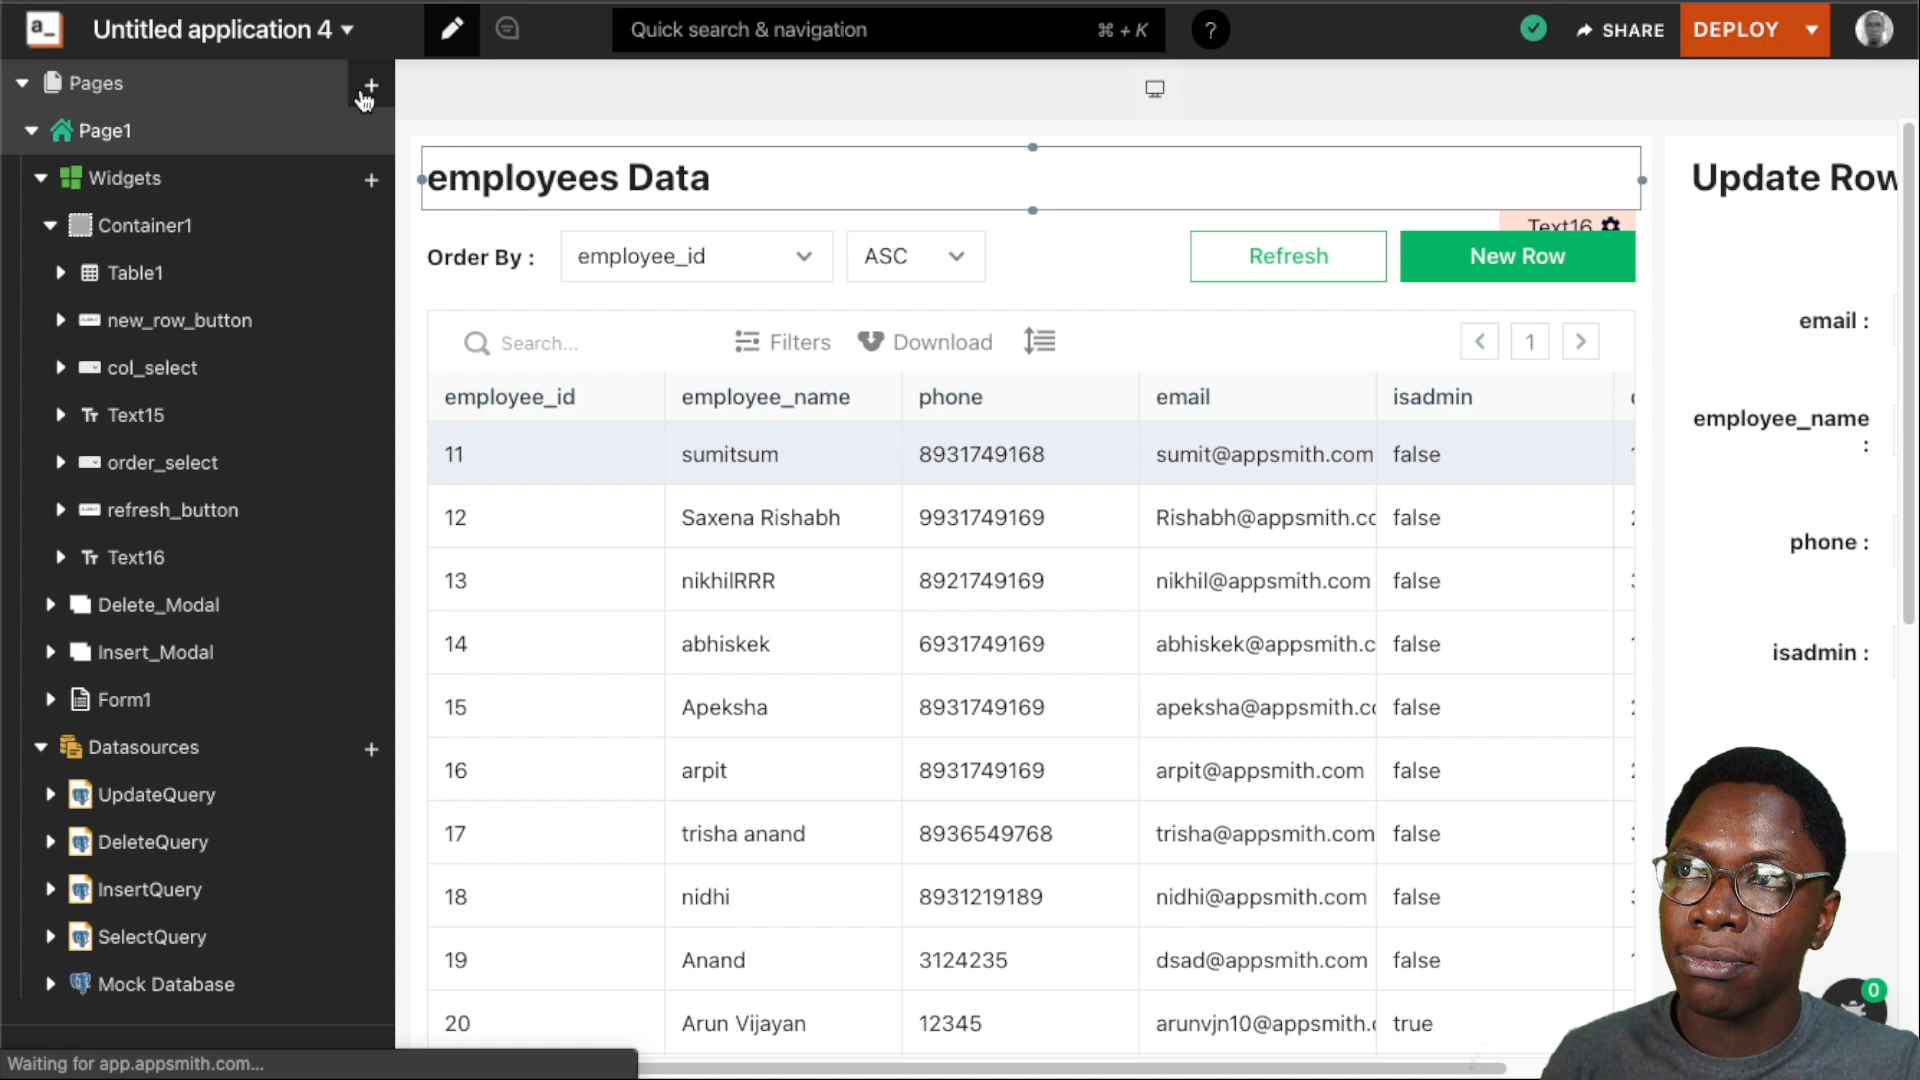 a_ Untitled application 4 Quick search & navigation ⌘ + K ? SHARE DEPLOY
Pages +
Page1
Widgets +
Container1
Table1
new_row_button
col_select
Text15
order_select
refresh_button
Text16
Delete_Modal
Insert_Modal
Form1
Datasources +
UpdateQuery
DeleteQuery
InsertQuery
SelectQuery
Mock Database
Waiting for app.appsmith.com...
employees Data
Text16
Order By : employee_id ASC Refresh New Row
Search... Filters Download 1
employee_id employee_name phone email isadmin
11 sumitsum 8931749168 sumit@appsmith.com false
12 Saxena Rishabh 9931749169 Rishabh@appsmith.cc false
13 nikhilRRR 8921749169 nikhil@appsmith.com false
14 abhiskek 6931749169 abhiskek@appsmith.c false
15 Apeksha 8931749169 apeksha@appsmith.cc false
16 arpit 8931749169 arpit@appsmith.com false
17 trisha anand 8936549768 trisha@appsmith.com false
18 nidhi 8931219189 nidhi@appsmith.com false
19 Anand 3124235 dsad@appsmith.com false
20 Arun Vijayan 12345 arunvjn10@appsmith. true
Update Row
email :
employee_name
:
phone :
isadmin :
0